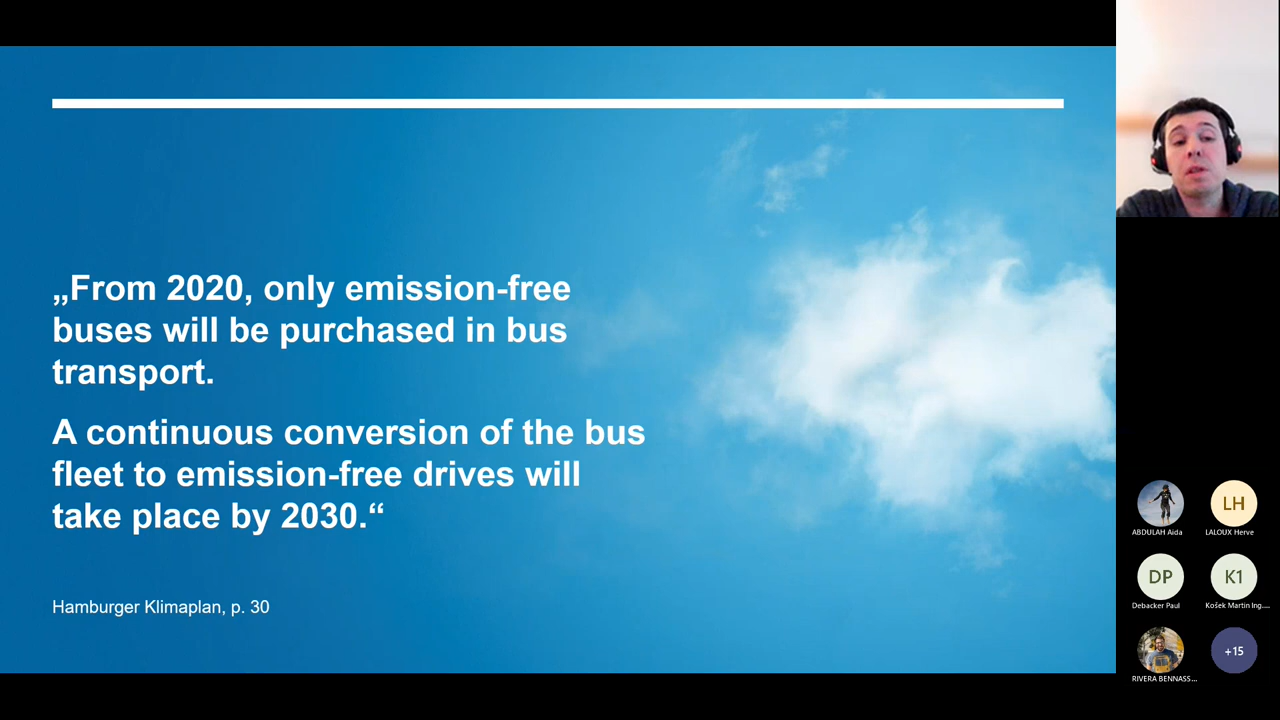 „From 2020, only emission-free
buses will be purchased in bus
transport.
A continuous conversion of the bus
fleet to emission-free drives will
take place by 2030.“
Hamburger Klimaplan, p. 30
LH
ABDULAH Aida
LALOUX Herve
DP
K1
Debacker Paul
Košek Martin Ing....
+15
RIVERA BENNASS...